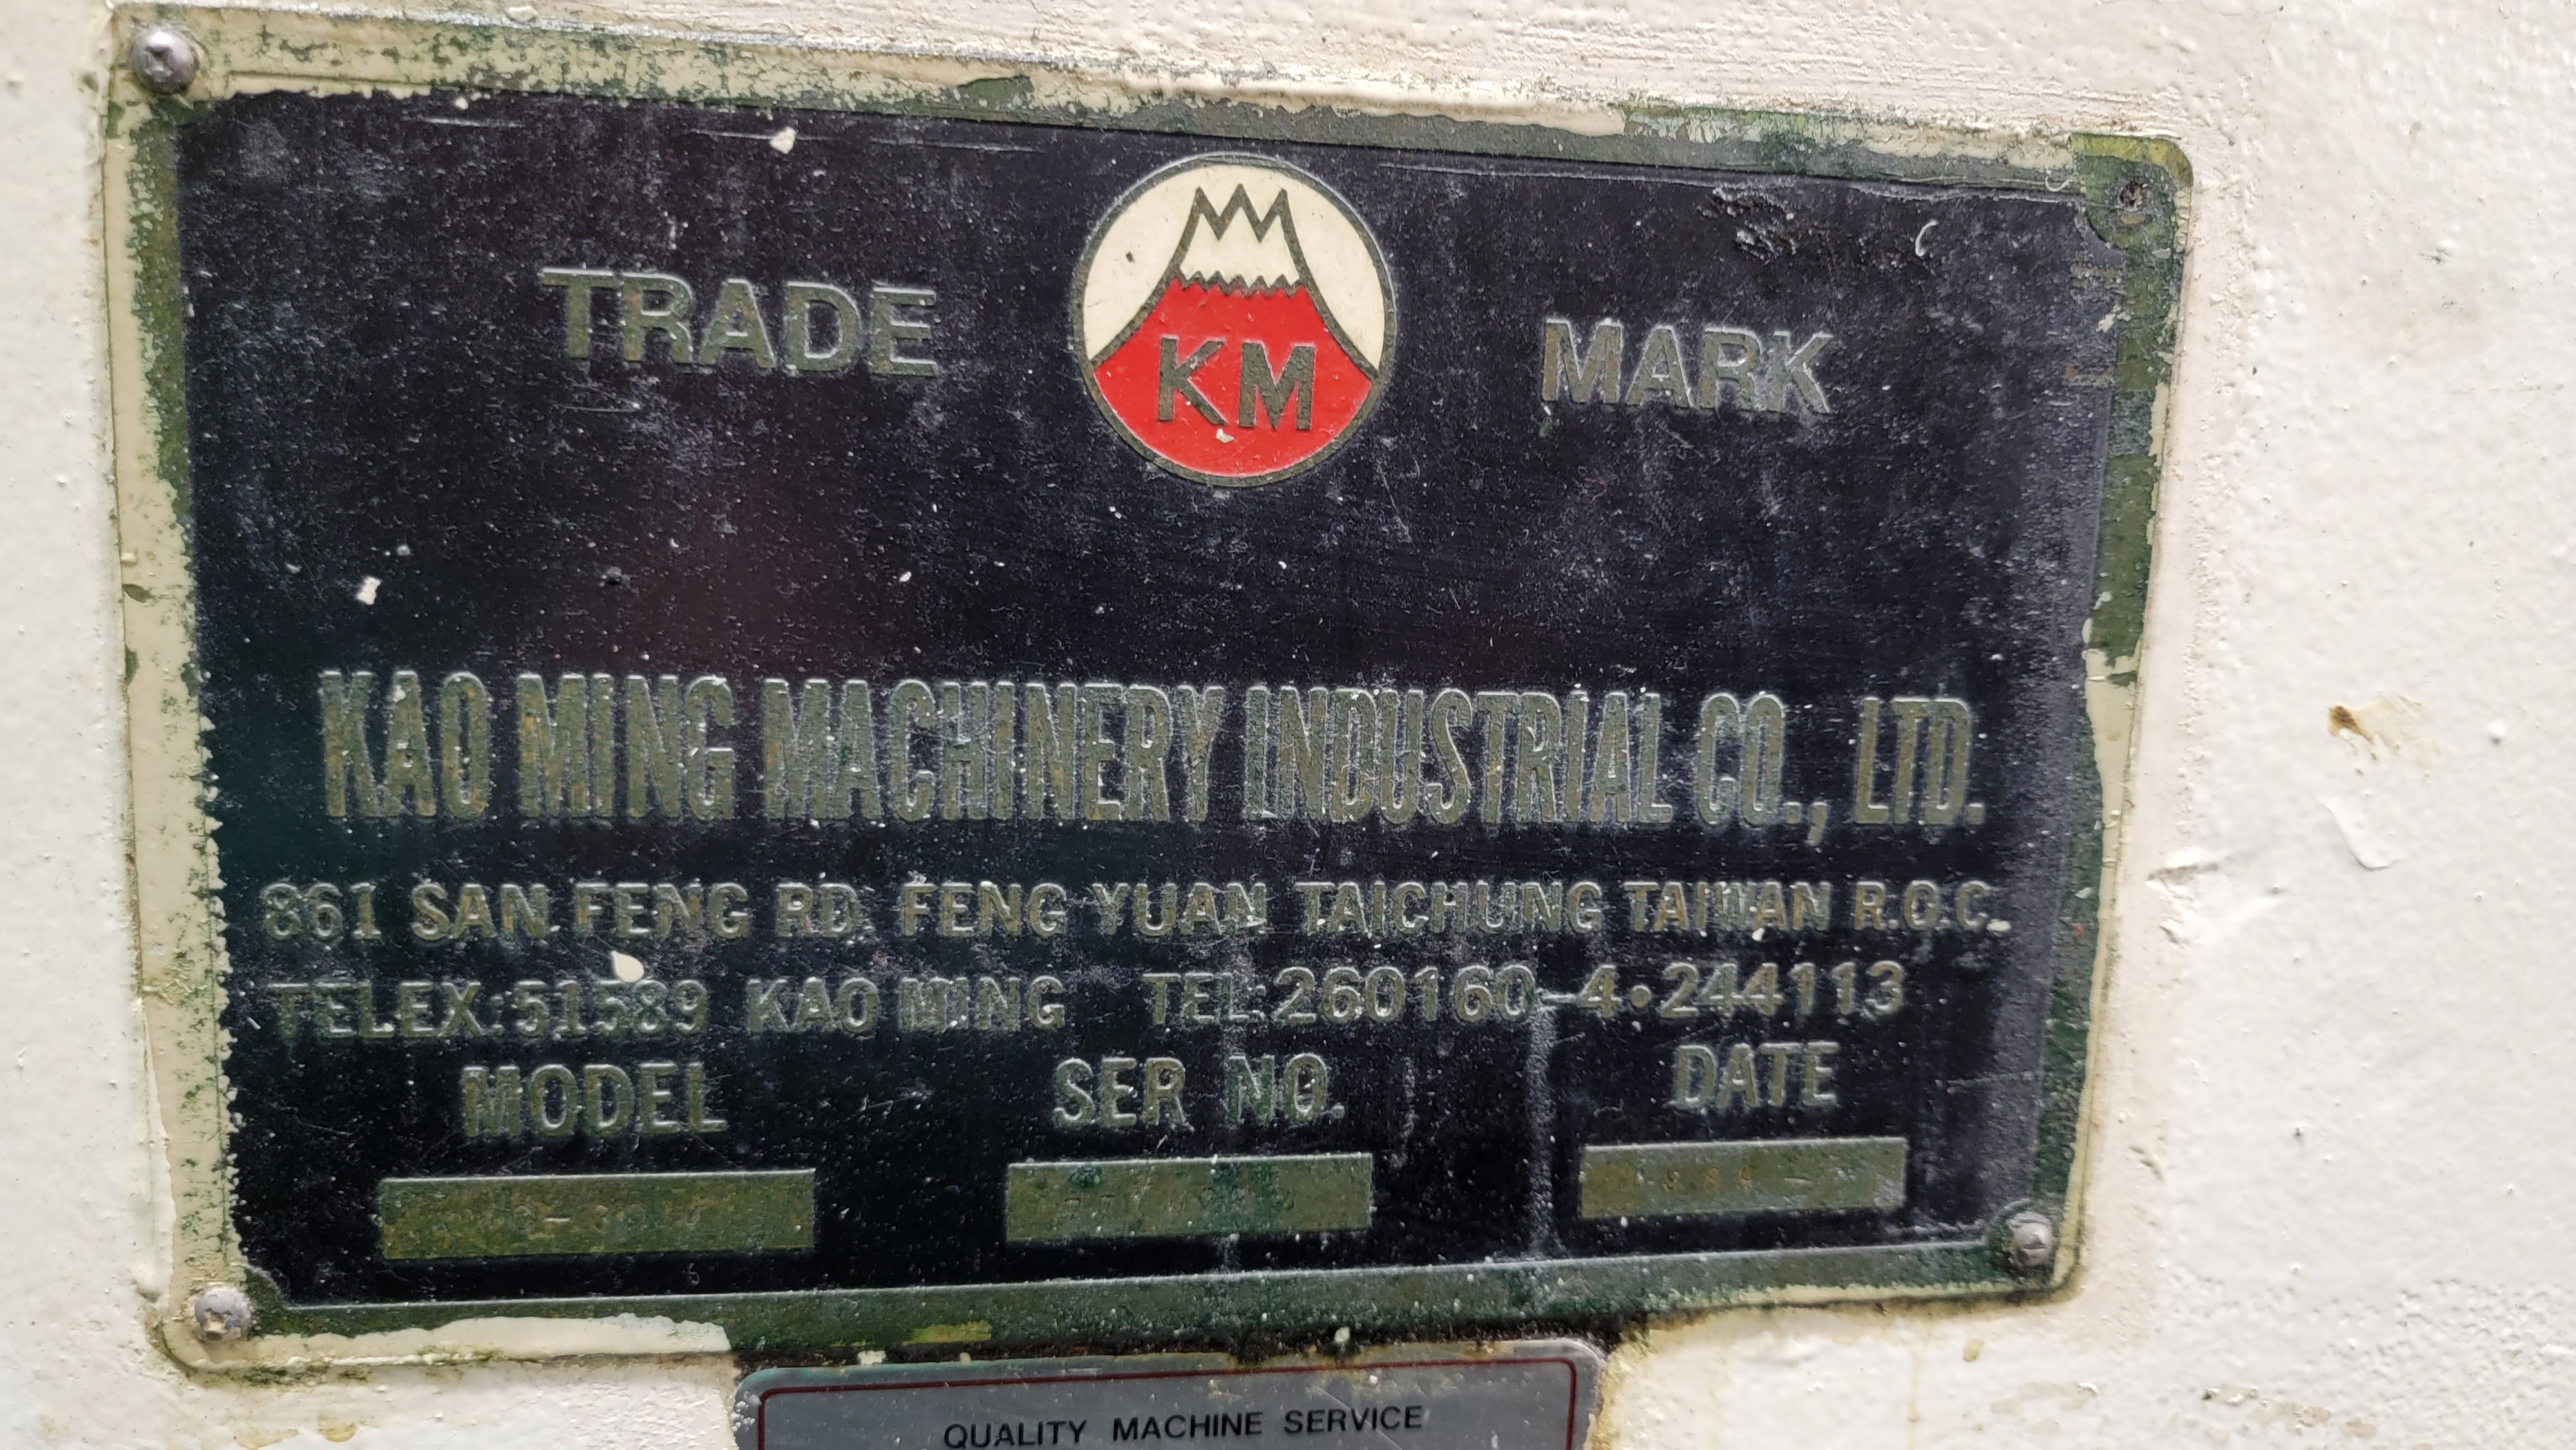 TRADE KM MARK
KAO MING MACHINERY INDUSTRIAL CO., LTD.
861 SAN FENG RD. FENG YUAN TAICHUNG TAIWAN R.O.C.
TELEX:51589 KAO MING TEL:260160-4•244113
MODEL SER NO. DATE
QUALITY MACHINE SERVICE